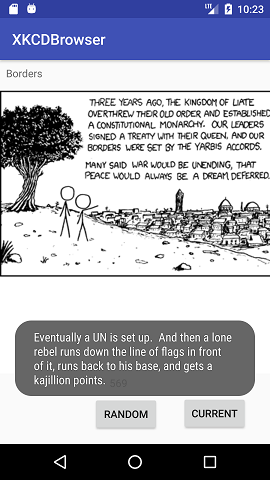 LTE 10:23
XKCDBrowser
Borders
THREE YEARS AGO, THE KINGDOM OF LIATE
OVERTHREW THEIR OLD ORDER AND ESTABLISHED
A CONSTITUTIONAL MONARCHY. OUR LEADERS
SIGNED A TREATY WITH THEIR QUEEN. AND OUR
BORDERS WERE SET BY THE YARBIS ACCORDS.
MANY SAID WAR WOULD BE UNENDING, THAT
PEACE WOULD ALWAYS BE A DREAM DEFERRED.
Eventually a UN is set up. And then a lone
rebel runs down the line of flags in front
of it, runs back to his base, and gets a
kajillion points.
569
RANDOM CURRENT